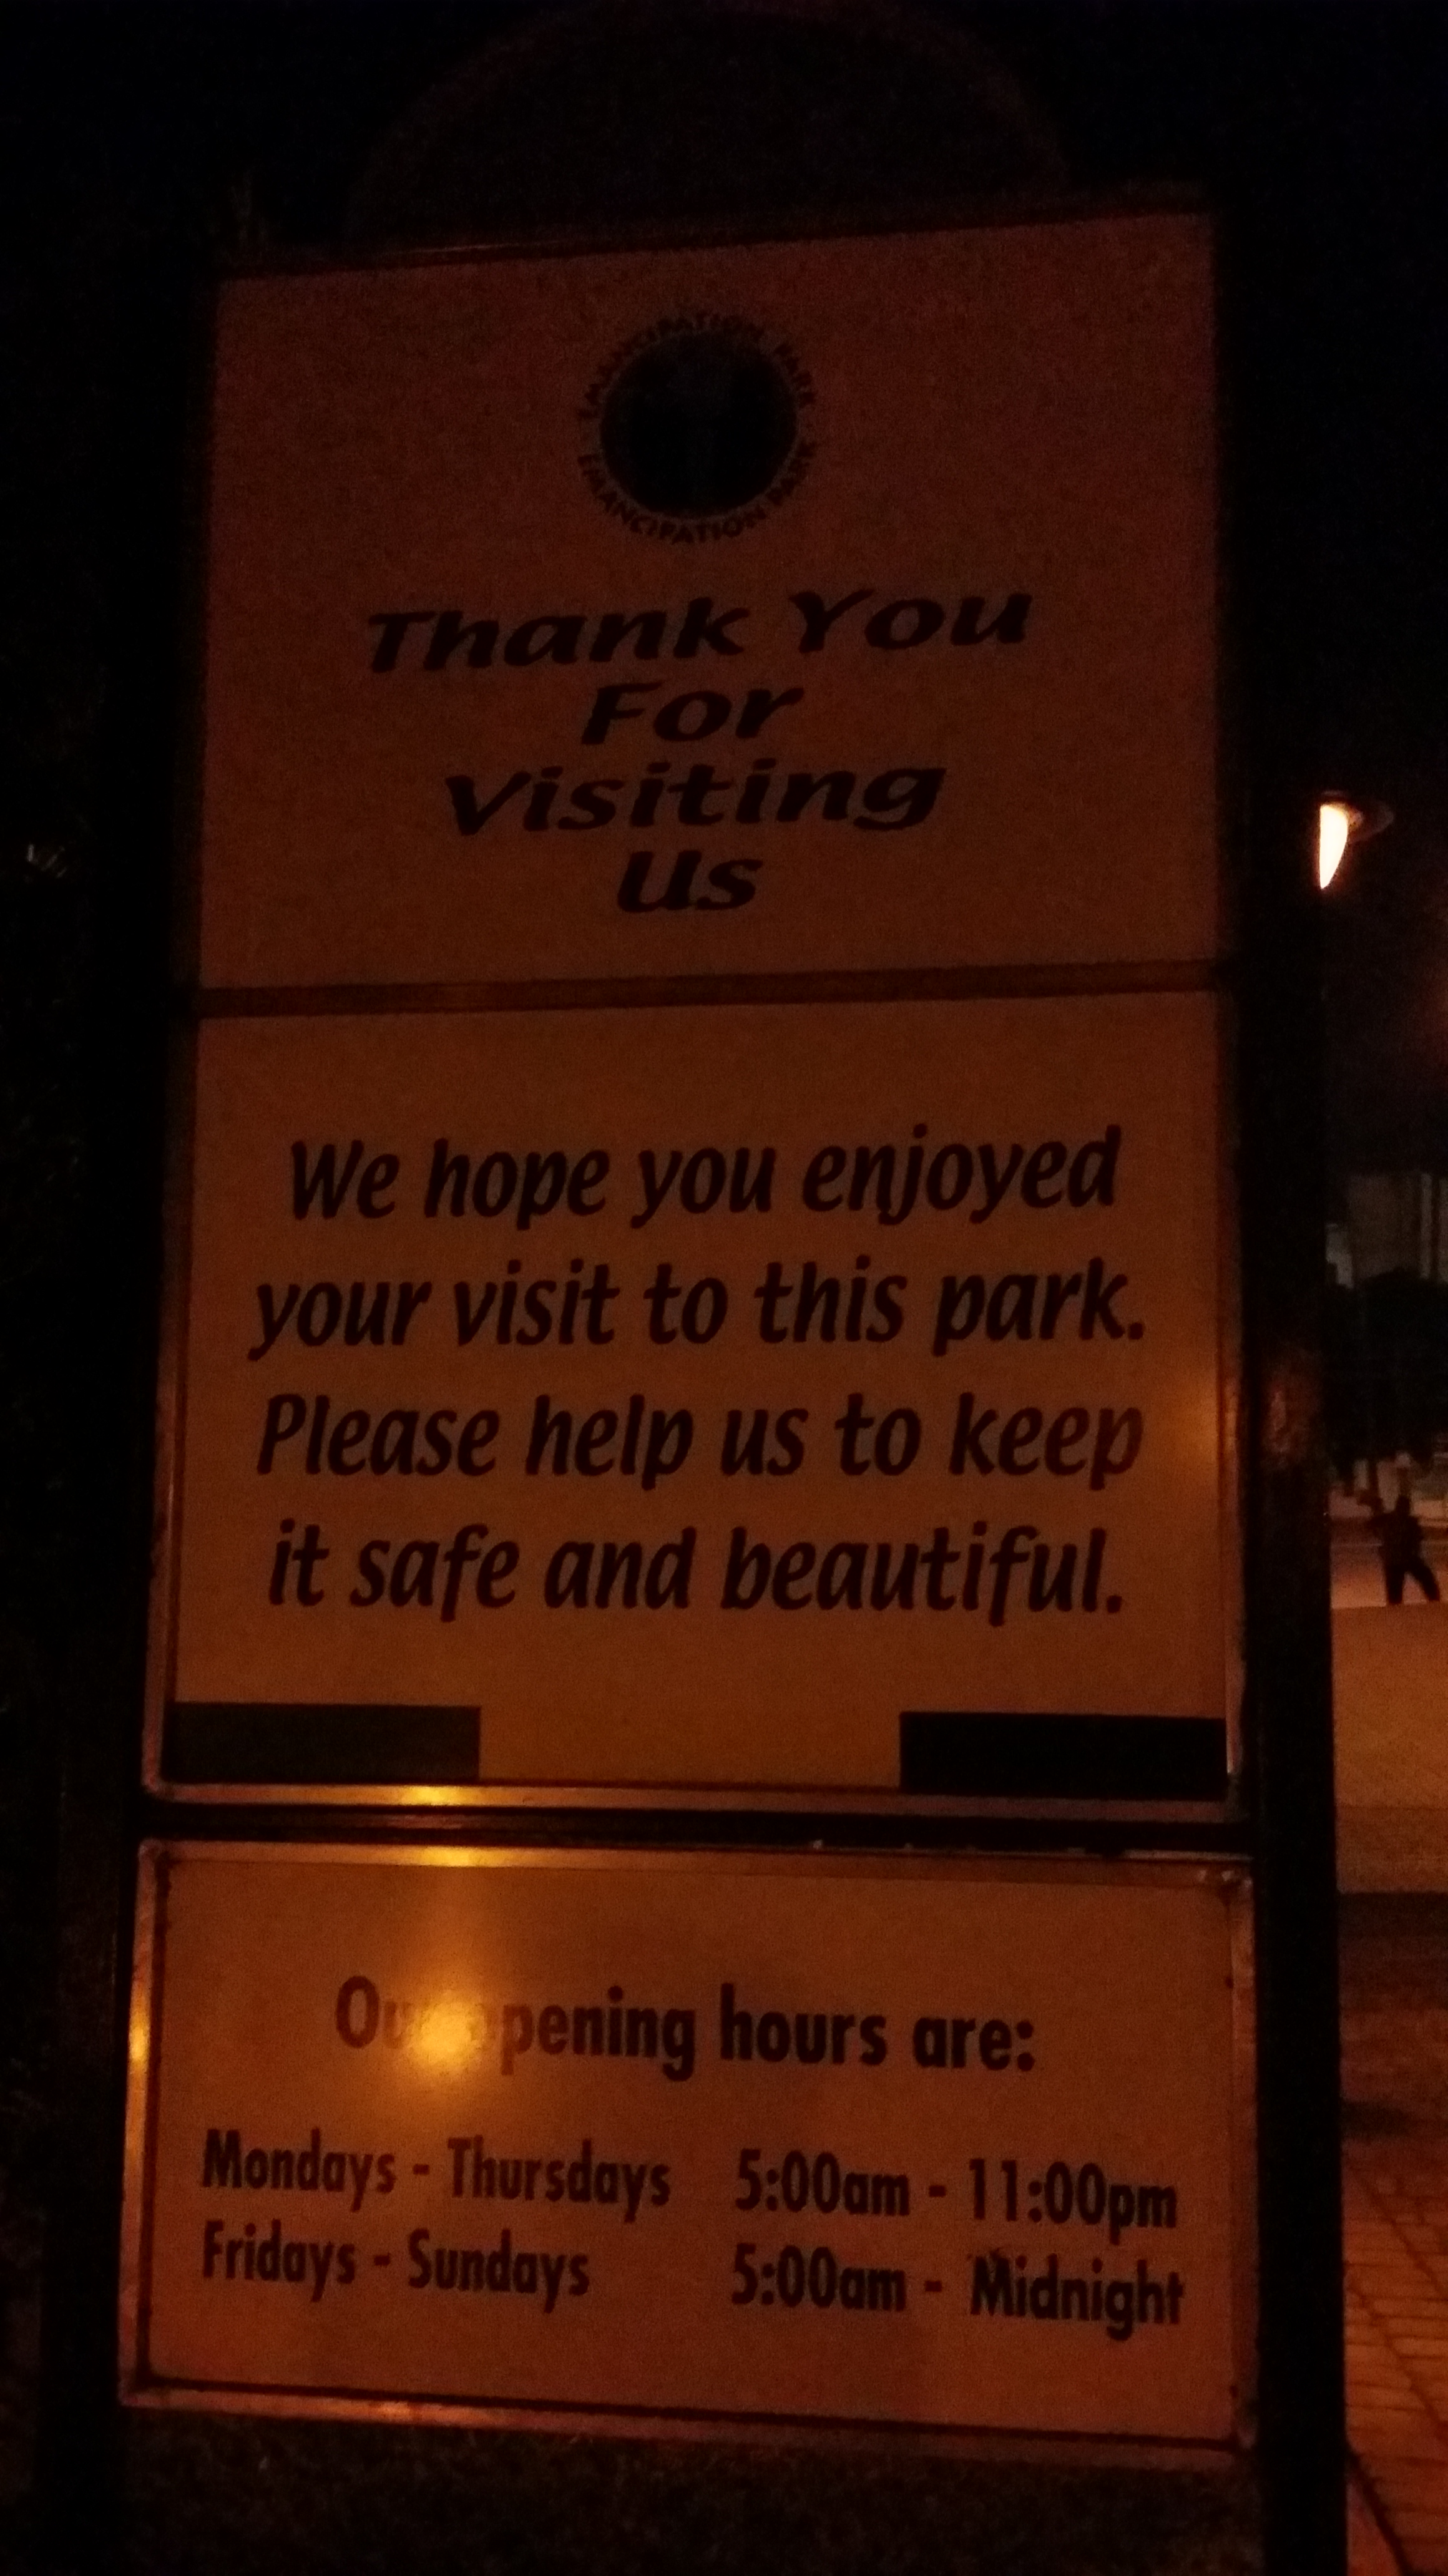 EMANCIPATION PARK
EMANCIPATION PARK
Thank You
For
Visiting
Us
We hope you enjoyed
your visit to this park.
Please help us to keep
it safe and beautiful.
Our opening hours are:
Mondays - Thursdays 5:00am - 11:00pm
Fridays - Sundays 5:00am - Midnight